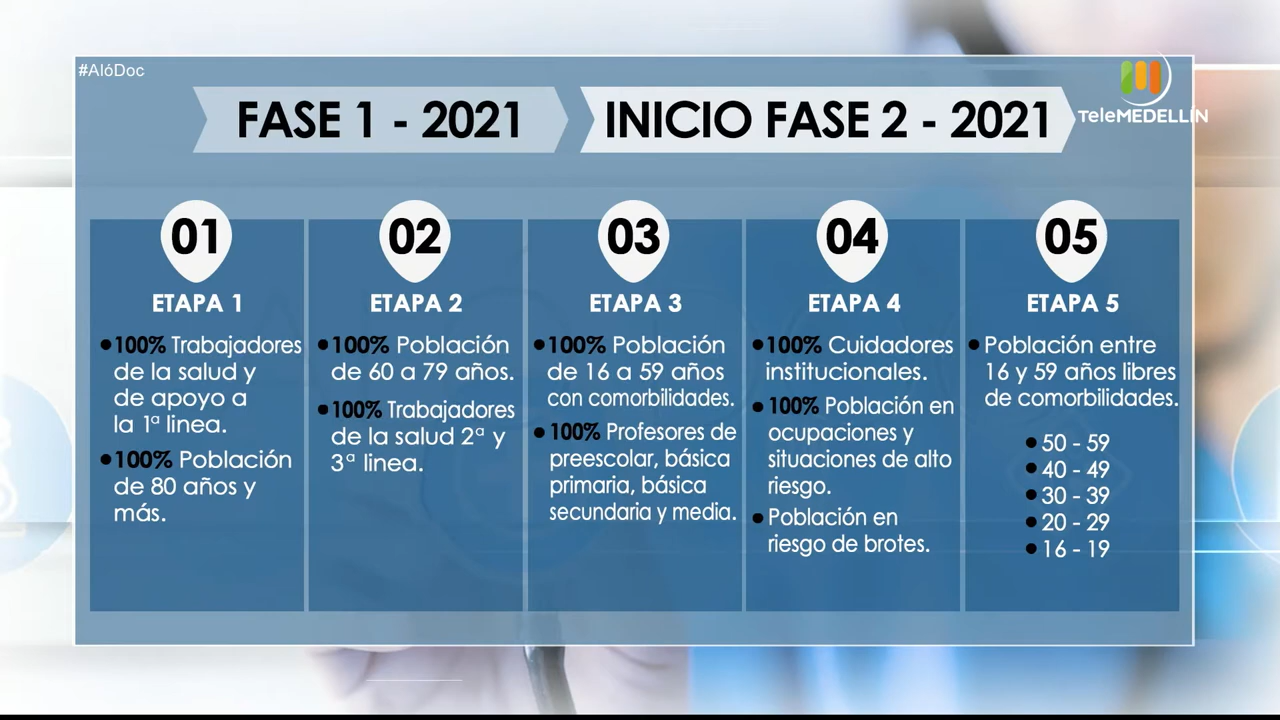 #AlóDoc
TeleMEDELLÍN
FASE 1 - 2021
INICIO FASE 2 - 2021
01
ETAPA 1
•100% Trabajadores
de la salud y
de apoyo a
la 1ª linea.
•100% Población
de 80 años y
más.
02
ETAPA 2
•100% Población
de 60 a 79 años.
•100% Trabajadores
de la salud 2ª y
3ª linea.
03
ETAPA 3
•100% Población
de 16 a 59 años
con comorbilidades.
•100% Profesores de
preescolar, básica
primaria, básica
secundaria y media.
04
ETAPA 4
•100% Cuidadores
institucionales.
•100% Población en
ocupaciones y
situaciones de alto
riesgo.
•Población en
riesgo de brotes.
05
ETAPA 5
•Población entre
16 y 59 años libres
de comorbilidades.
•50 - 59
•40 - 49
•30 - 39
•20 - 29
•16 - 19